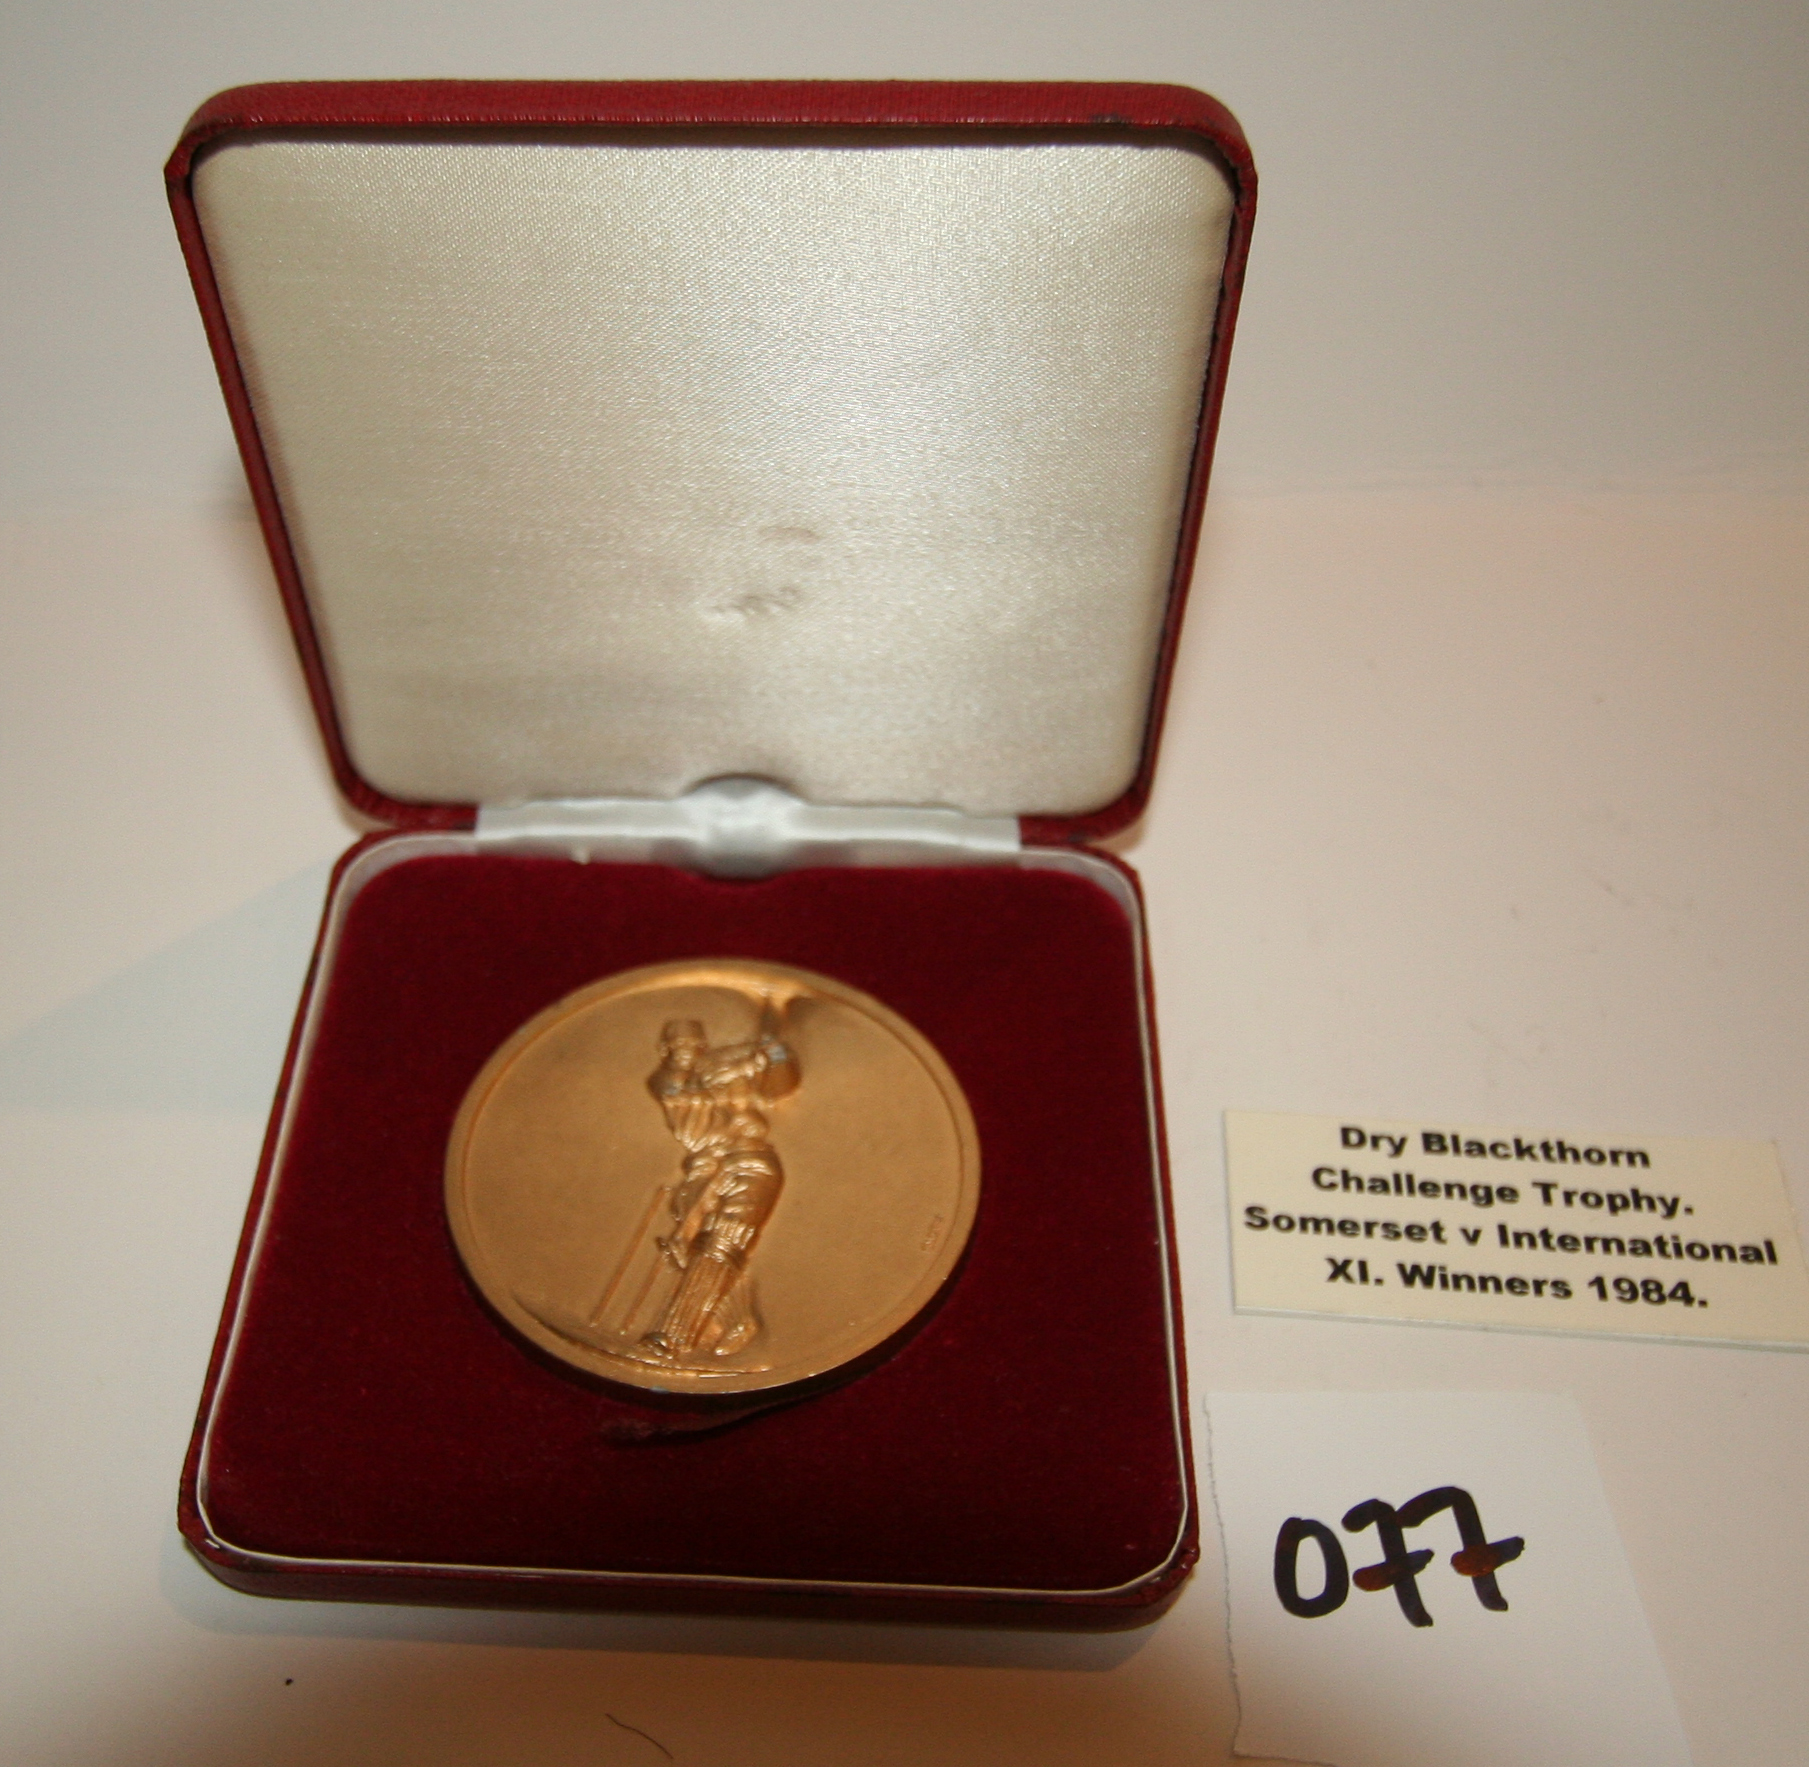 Dry Blackthorn
Challenge Trophy.
Somerset v International
XI. Winners 1984.
077